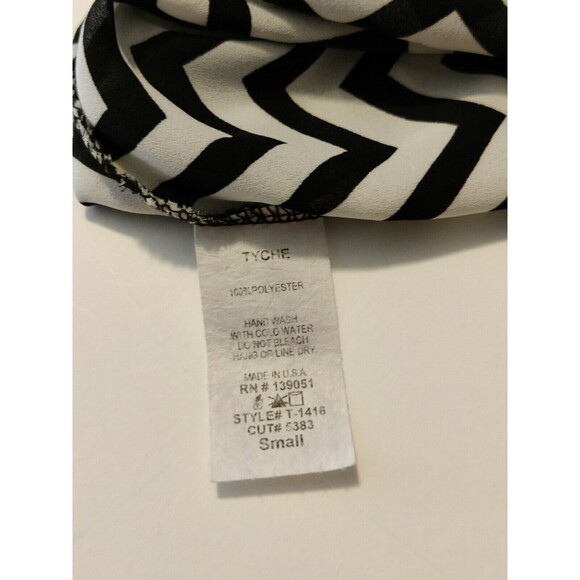 TYCHE
100%POLYESTER
HAND WASH
WITH COLD WATER
DO NOT BLEACH
HANG OR LINE DRY
MADE IN U.S.A.
RN # 139051
STYLE# T-1416
CUT# 5383
Small